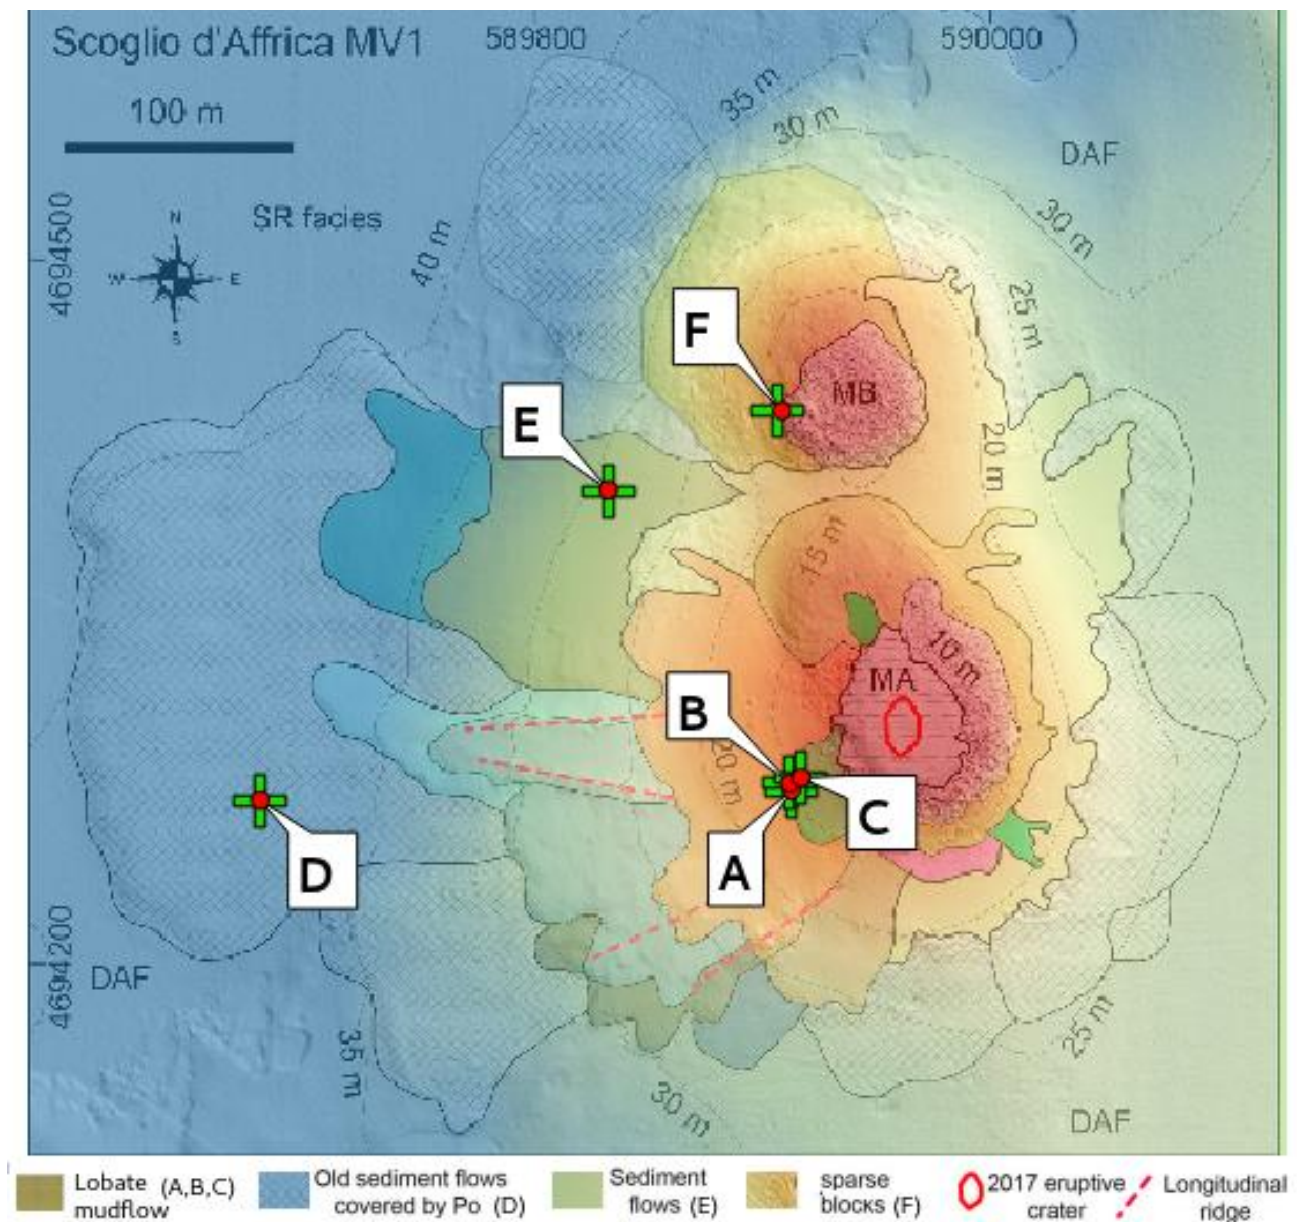 Scoglio d'Affrica MV1
589800
590000
100 m
35 m
30 m
DAF
4694500
SR facies
N
W
E
S
40 m
30 m
25 m
F
MB
E
20 m
15 m
10 m
MA
B
20 m
C
A
D
4694200
DAF
35 m
25 m
30 m
DAF
Lobate (A,B,C)
mudflow
Old sediment flows
covered by Po (D)
Sediment
flows (E)
sparse
blocks (F)
2017 eruptive
crater
Longitudinal
ridge